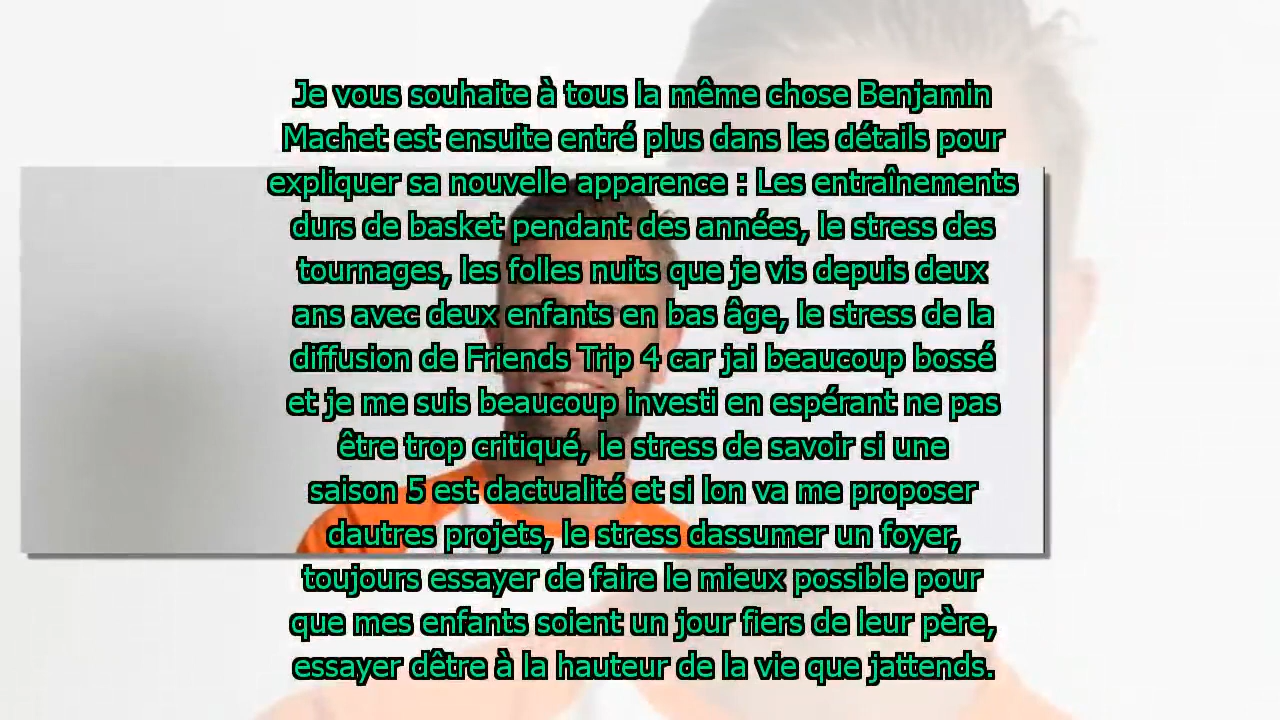 Je vous souhaite à tous la même chose Benjamin
Machet est ensuite entré plus dans les détails pour
expliquer sa nouvelle apparence : Les entraînements
durs de basket pendant des années, le stress des
tournages, les folles nuits que je vis depuis deux
ans avec deux enfants en bas âge, le stress de la
diffusion de Friends Trip 4 car jai beaucoup bossé
et je me suis beaucoup investi en espérant ne pas
être trop critiqué, le stress de savoir si une
saison 5 est dactualité et si lon va me proposer
dautres projets, le stress dassumer un foyer,
toujours essayer de faire le mieux possible pour
que mes enfants soient un jour fiers de leur père,
essayer dêtre à la hauteur de la vie que jattends.